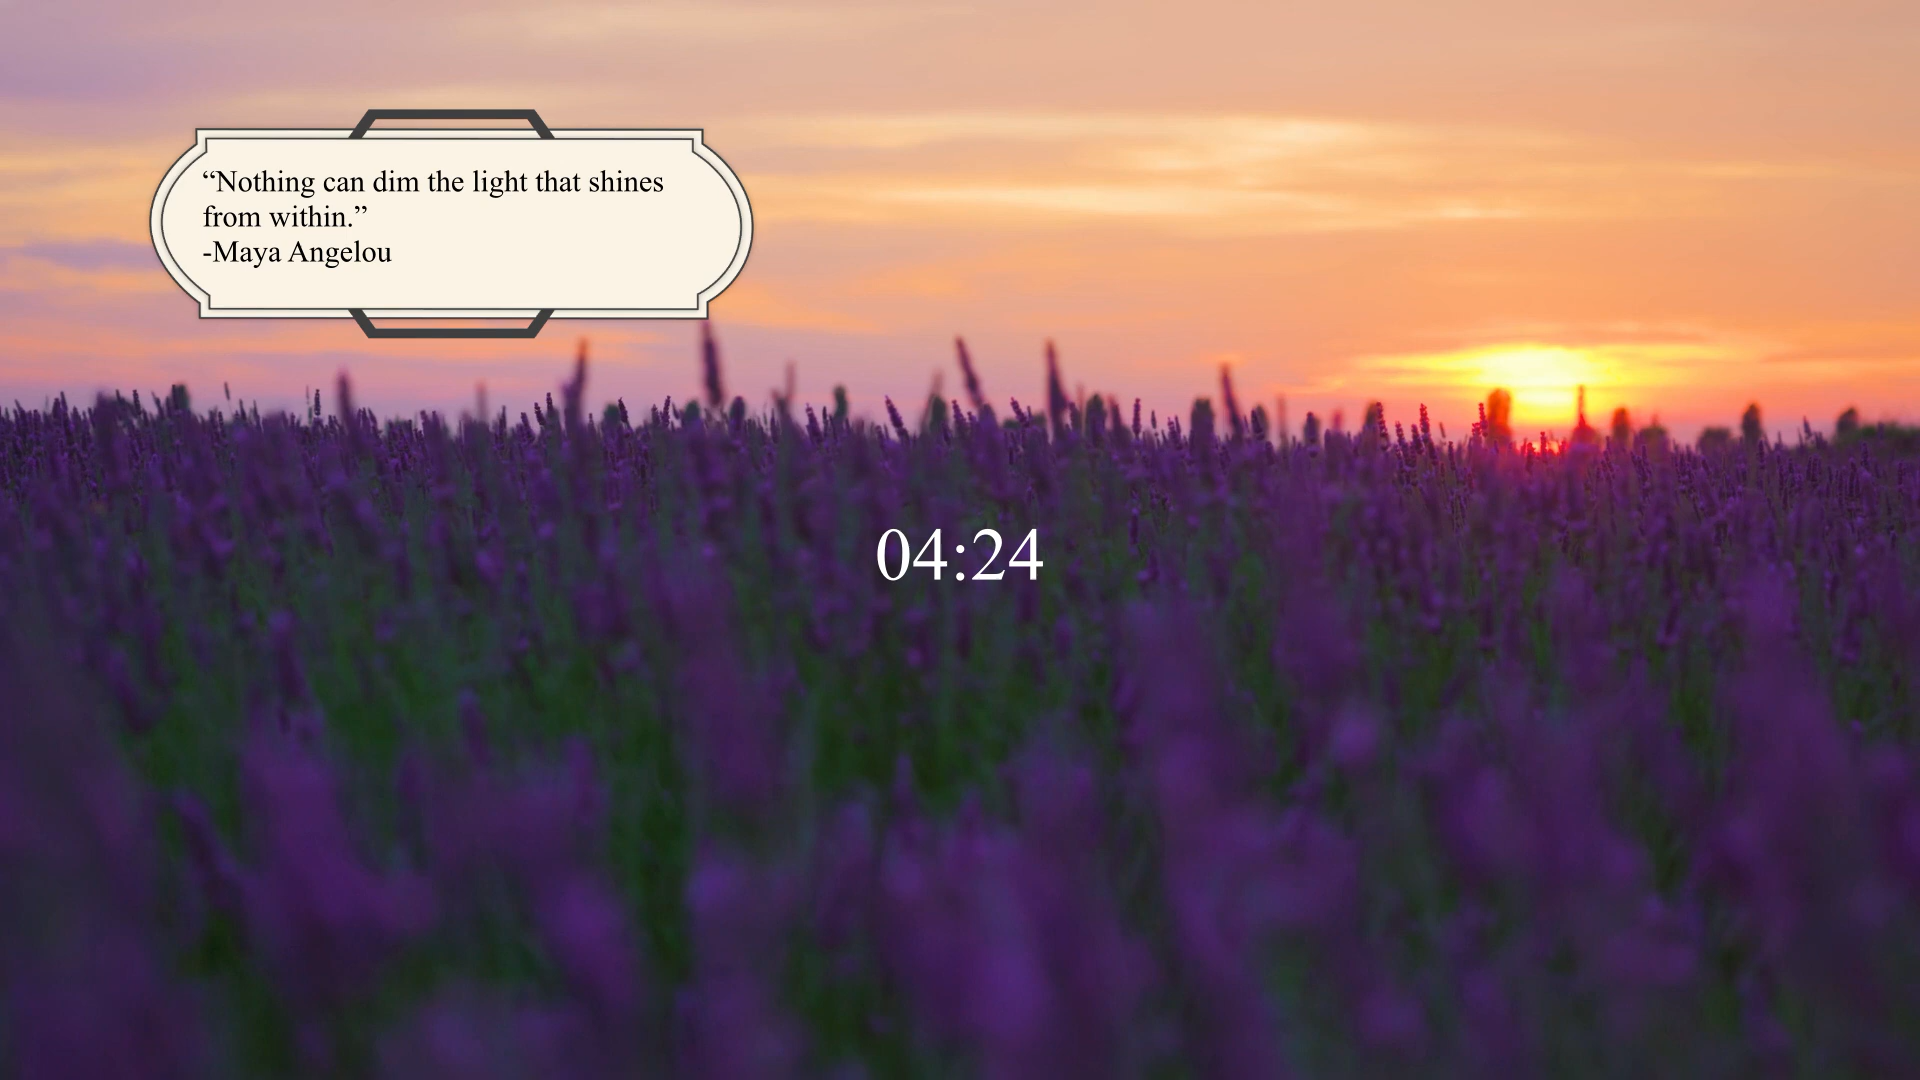 “Nothing can dim the light that shines
from within.”
-Maya Angelou
04:24